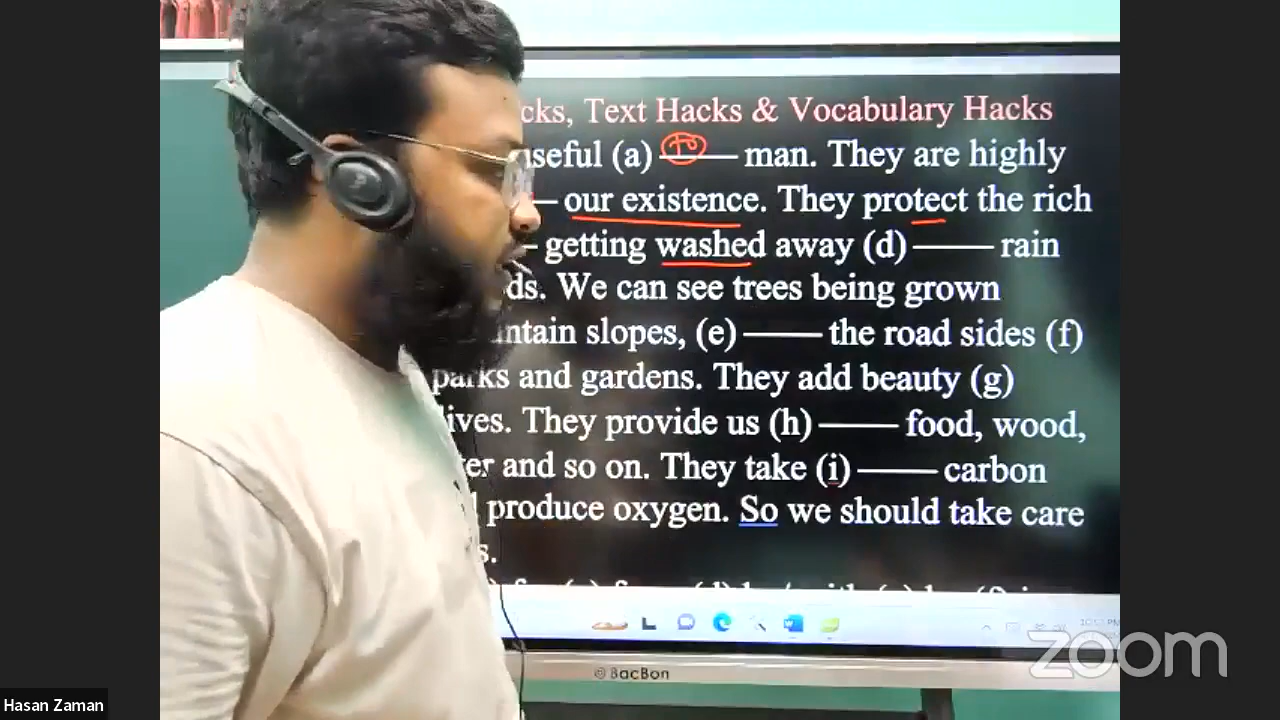 cks, Text Hacks & Vocabulary Hacks
useful (a) to man. They are highly
our existence. They protect the rich
getting washed away (d) rain
ds. We can see trees being grown
ntain slopes, (e) the road sides (f)
parks and gardens. They add beauty (g)
lives. They provide us (h) food, wood,
ter and so on. They take (i) carbon
produce oxygen. So we should take care
s.
BacBon
zoom
Hasan Zaman